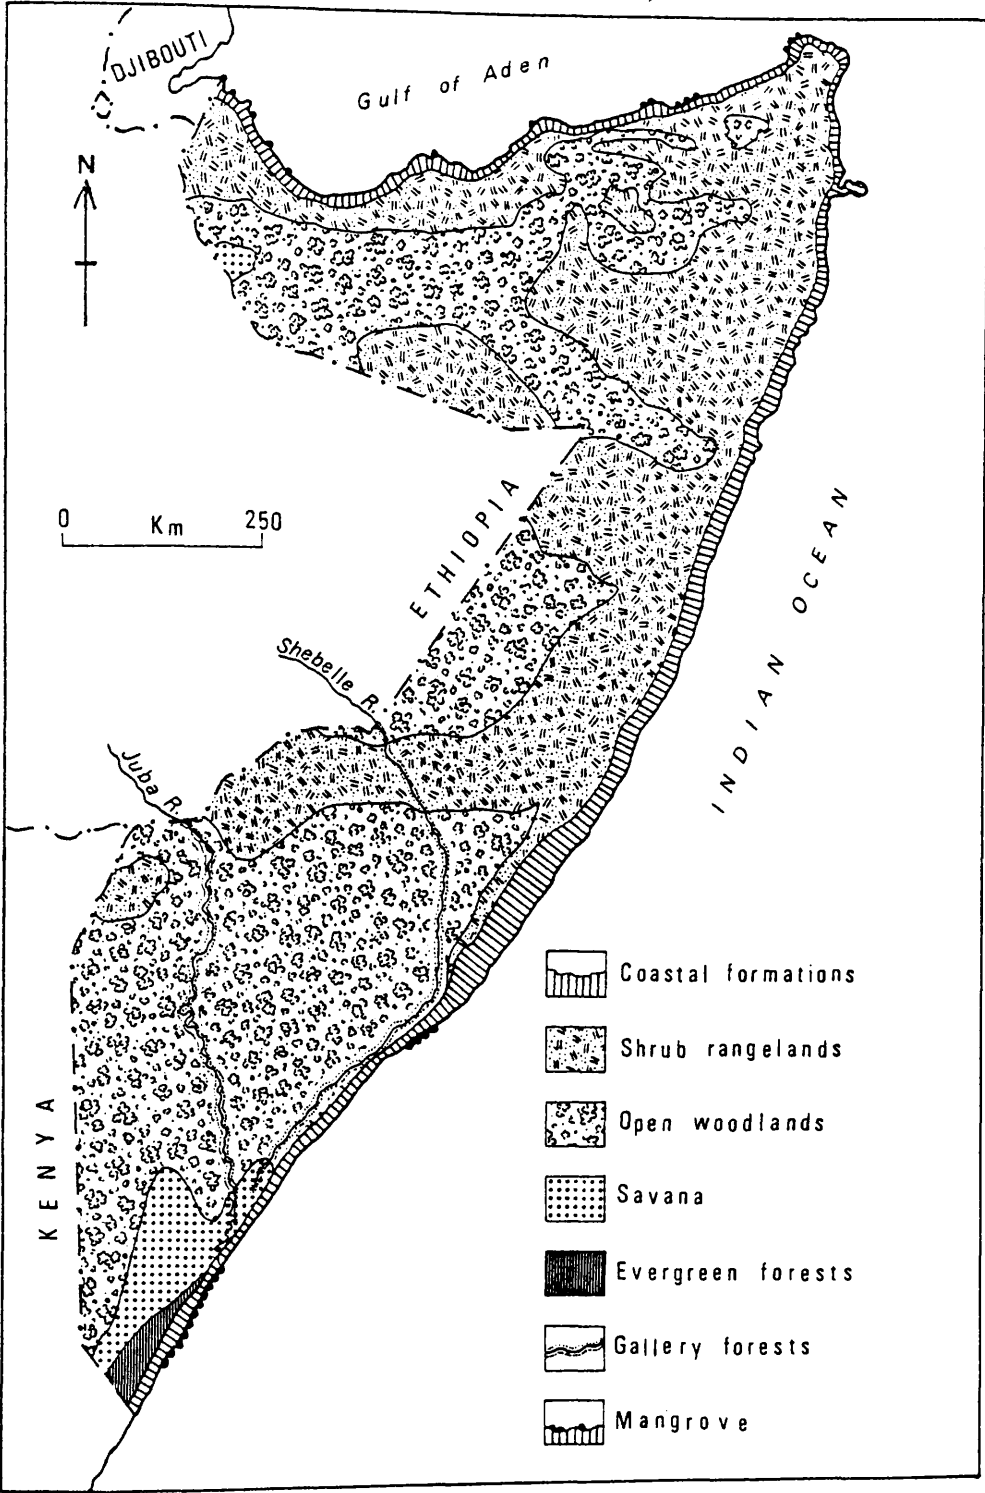 DJIBOUTI
Gulf of Aden
N
0 Km 250
ETHIOPIA
INDIAN OCEAN
Shebelle R.
Juba R.
KENYA
Coastal formations
Shrub rangelands
Open woodlands
Savana
Evergreen forests
Gallery forests
Mangrove